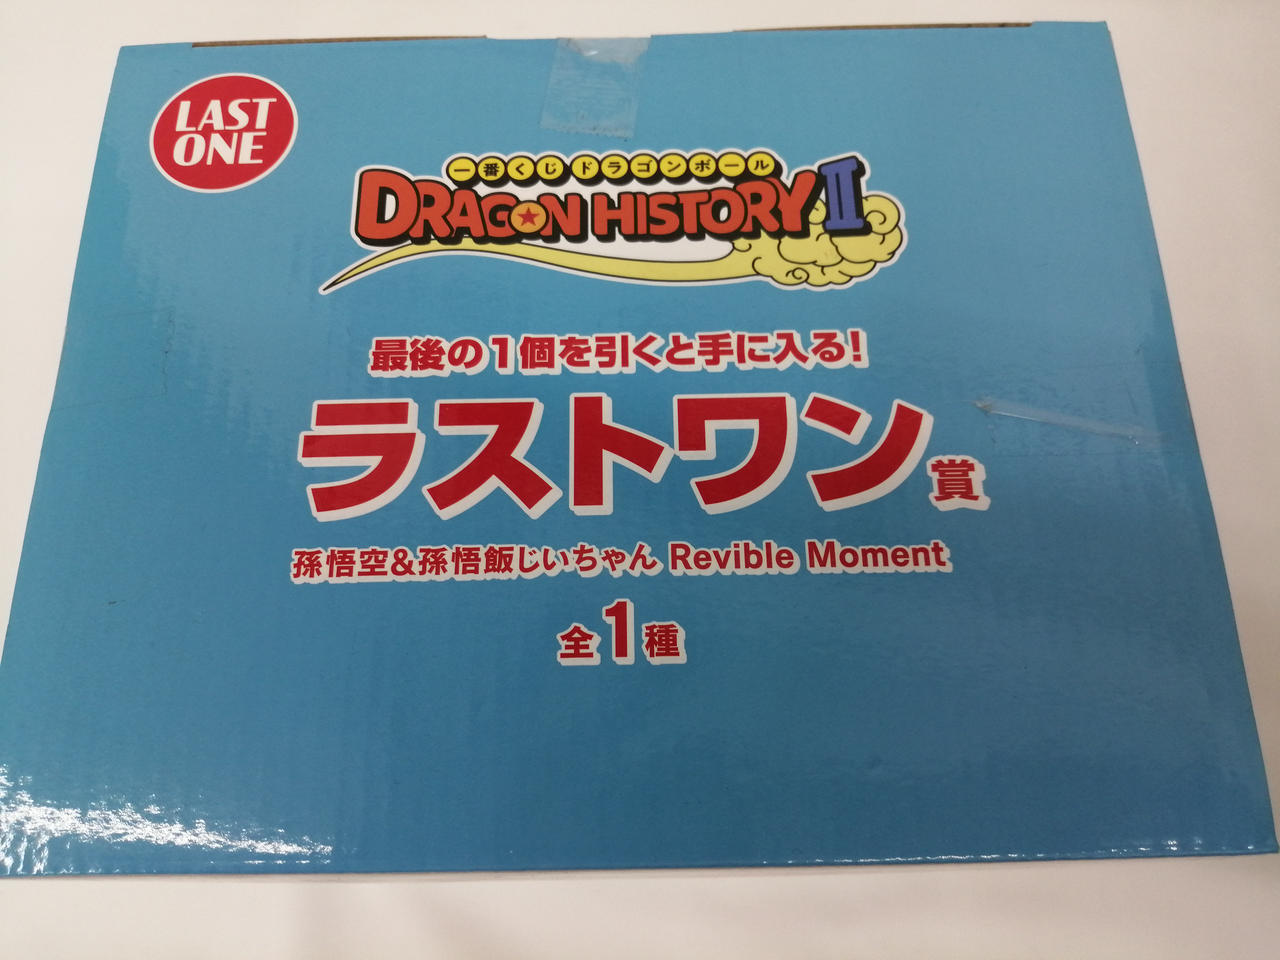 LAST
ONE
一番くじドラゴンボール
DRAGON HISTORY II
最後の1個を引くと手に入る!
ラストワン賞
孫悟空&孫悟飯じいちゃん Revible Moment
全1種